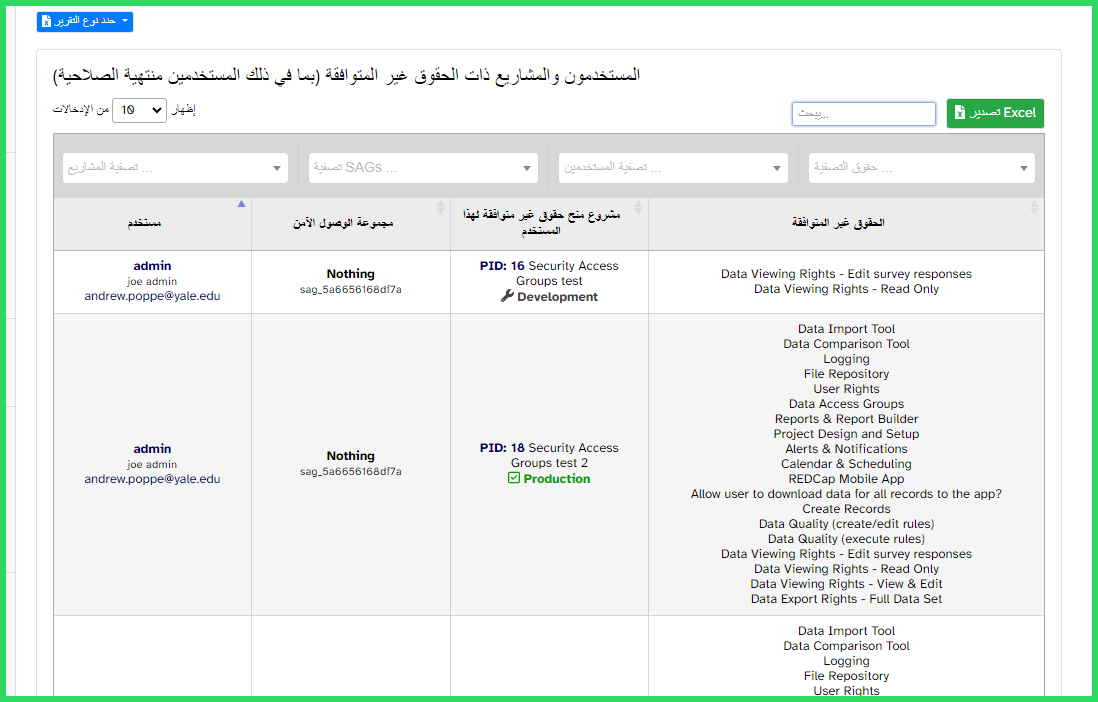 حدد نوع التقرير
المستخدمون والمشاريع ذات الحقوق غير المتوافقة (بما في ذلك المستخدمين منتهية الصلاحية)
إظهار 10 من الإدخالات
يبحث...
تصدير Excel
تصفية المشاريع ...
تصفية SAGs ...
تصفية المستخدمين ...
حقوق التصفية ...
مستخدم
مجموعة الوصول الآمن
مشروع منح حقوق غير متوافقة لهذا
المستخدم
الحقوق غير المتوافقة
admin
joe admin
andrew.poppe@yale.edu
Nothing
sag_5a6656168df7a
PID: 16 Security Access
Groups test
Development
Data Viewing Rights - Edit survey responses
Data Viewing Rights - Read Only
admin
joe admin
andrew.poppe@yale.edu
Nothing
sag_5a6656168df7a
PID: 18 Security Access
Groups test 2
Production
Data Import Tool
Data Comparison Tool
Logging
File Repository
User Rights
Data Access Groups
Reports & Report Builder
Project Design and Setup
Alerts & Notifications
Calendar & Scheduling
REDCap Mobile App
Allow user to download data for all records to the app?
Create Records
Data Quality (create/edit rules)
Data Quality (execute rules)
Data Viewing Rights - Edit survey responses
Data Viewing Rights - Read Only
Data Viewing Rights - View & Edit
Data Export Rights - Full Data Set
Data Import Tool
Data Comparison Tool
Logging
File Repository
User Rights